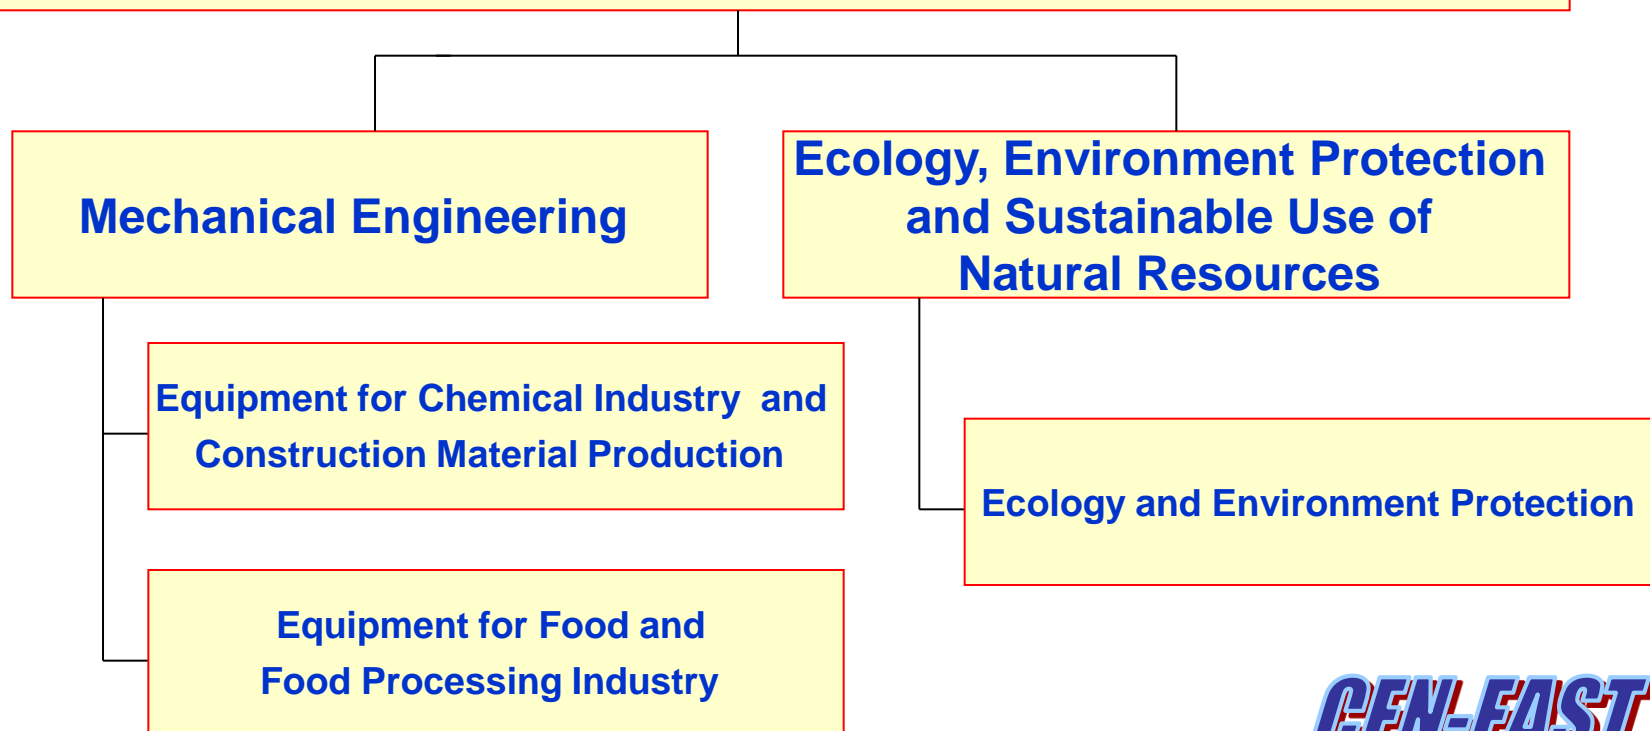 Mechanical Engineering
Ecology, Environment Protection
and Sustainable Use of
Natural Resources
Equipment for Chemical Industry and
Construction Material Production
Ecology and Environment Protection
Equipment for Food and
Food Processing Industry
CEN-EAST